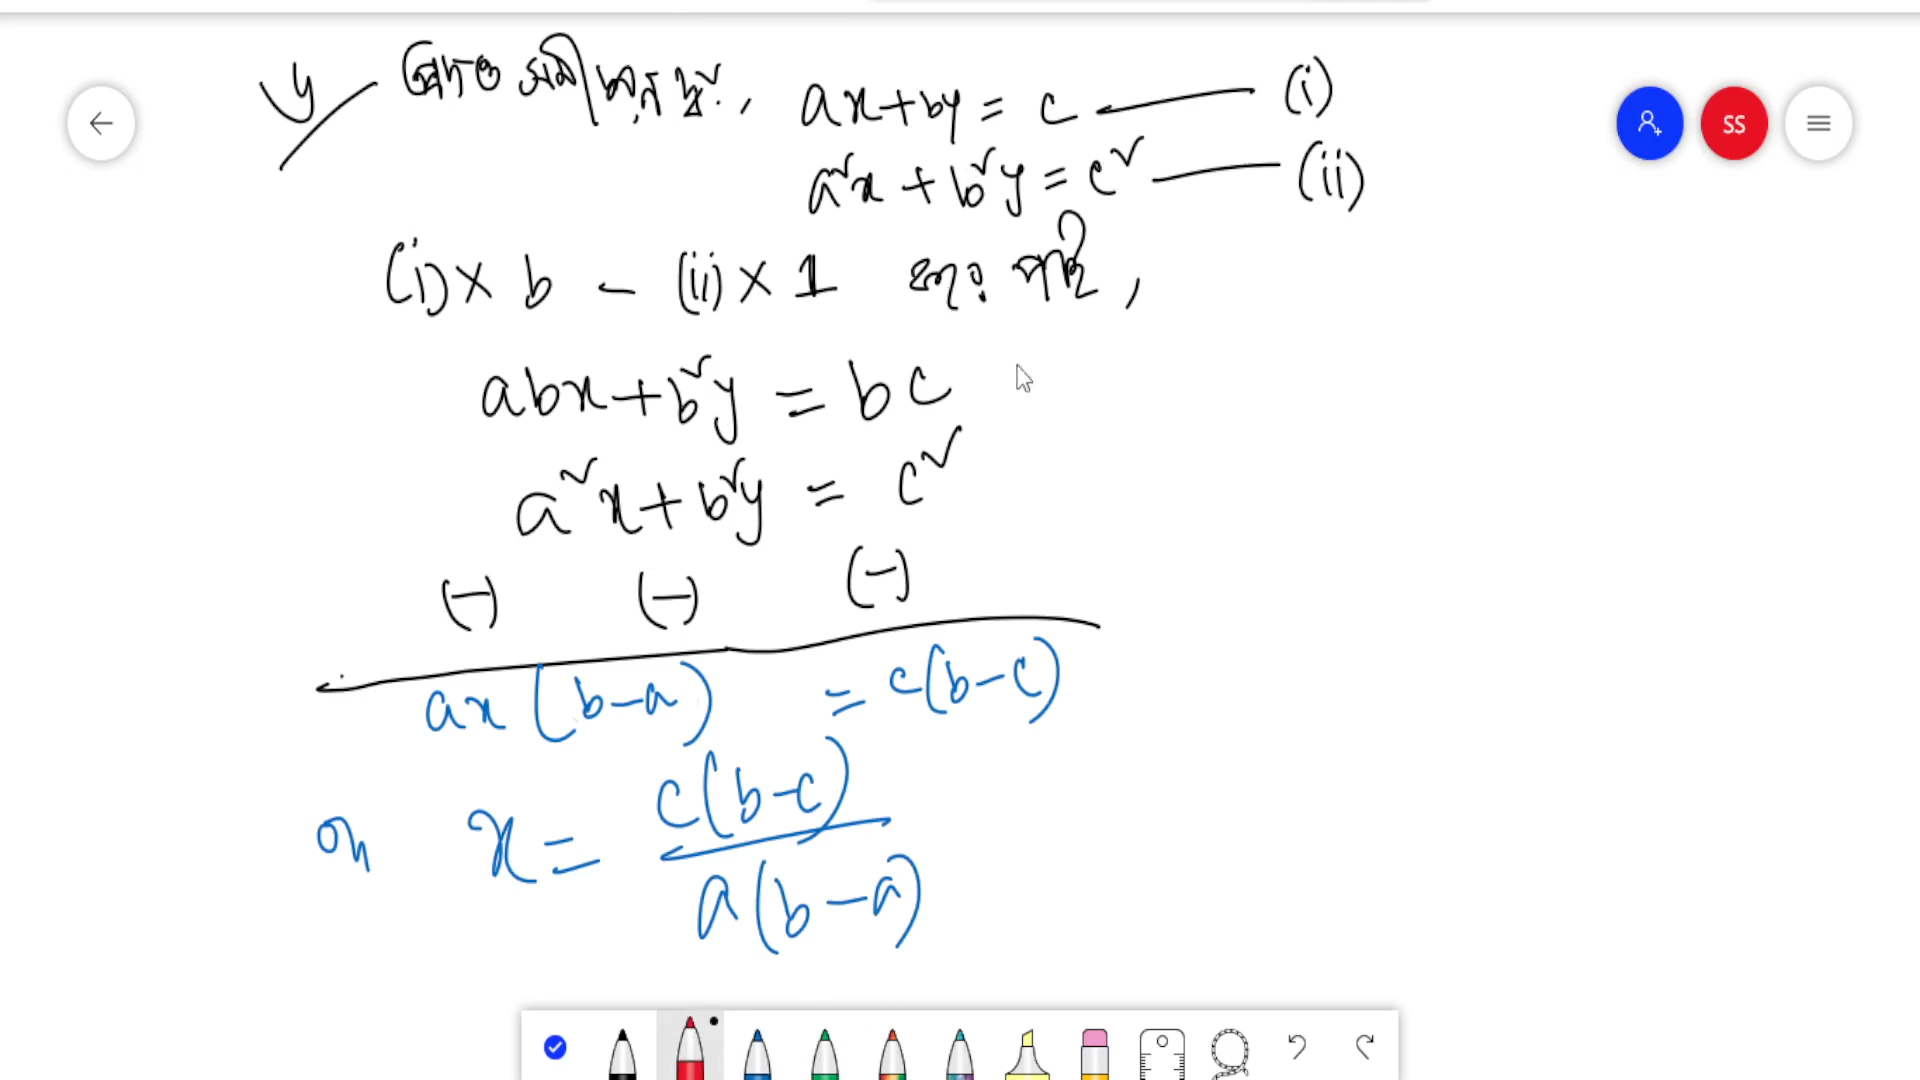 প্রদত্ত সমীকরণদ্বয়, ax+by = c (i)
a²x + b²y = c² (ii)
SS
(i) × b - (ii) × 1 করে পাই,
abx+b²y = bc
a²x+b²y = c²
(-) (-) (-)
ax(b-a) = c(b-c)
বা x = c(b-c)
a(b-a)